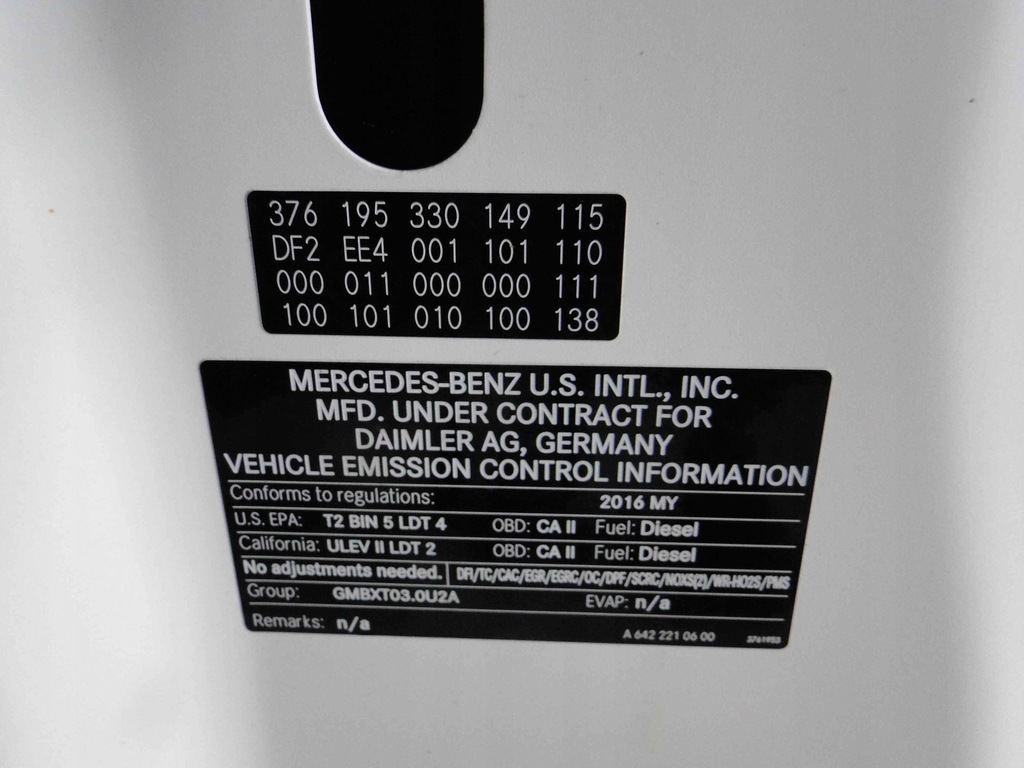 376 195 330 149 115
DF2 EE4 001 101 110
000 011 000 000 111
100 101 010 100 138
MERCEDES-BENZ U.S. INTL., INC.
MFD. UNDER CONTRACT FOR
DAIMLER AG, GERMANY
VEHICLE EMISSION CONTROL INFORMATION
Conforms to regulations: 2016 MY
U.S. EPA: T2 BIN 5 LDT 4 OBD: CA II Fuel: Diesel
California: ULEV II LDT 2 OBD: CA II Fuel: Diesel
No adjustments needed. DFI/TC/CAC/EGR/EGRC/OC/DPF/SCRC/NOXS(2)/WR-HO2S/PMS
Group: GMBXT03.0U2A EVAP: n/a
Remarks: n/a
A 642 221 06 00 3761953